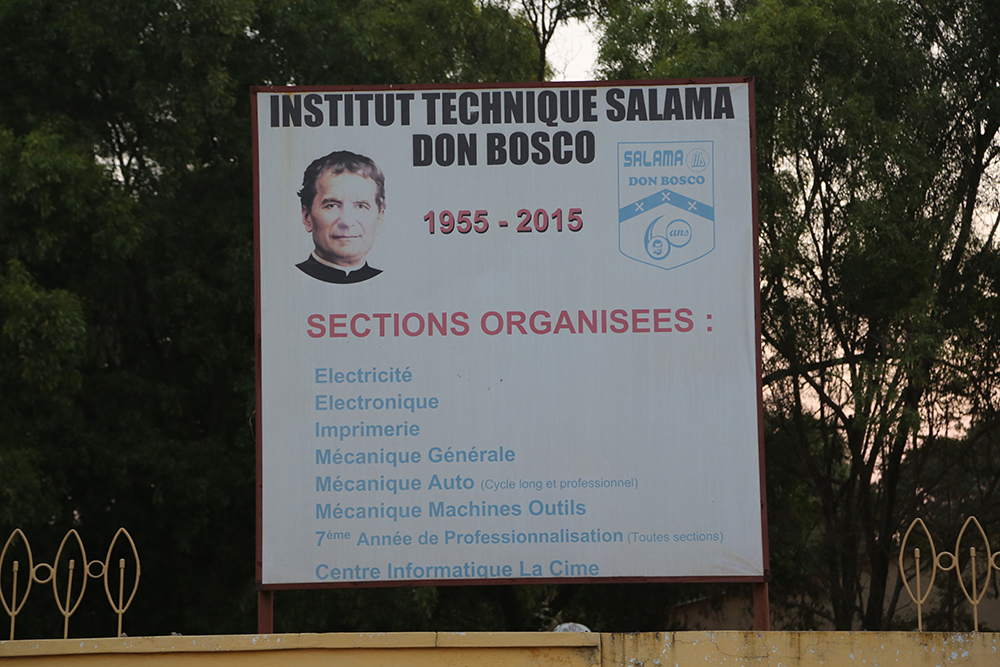 INSTITUT TECHNIQUE SALAMA
DON BOSCO
SALAMA
DON BOSCO
60 ans
1955 - 2015
SECTIONS ORGANISEES :
Electricité
Electronique
Imprimerie
Mécanique Générale
Mécanique Auto (Cycle long et professionnel)
Mécanique Machines Outils
7ème Année de Professionnalisation (Toutes sections)
Centre Informatique La Cime